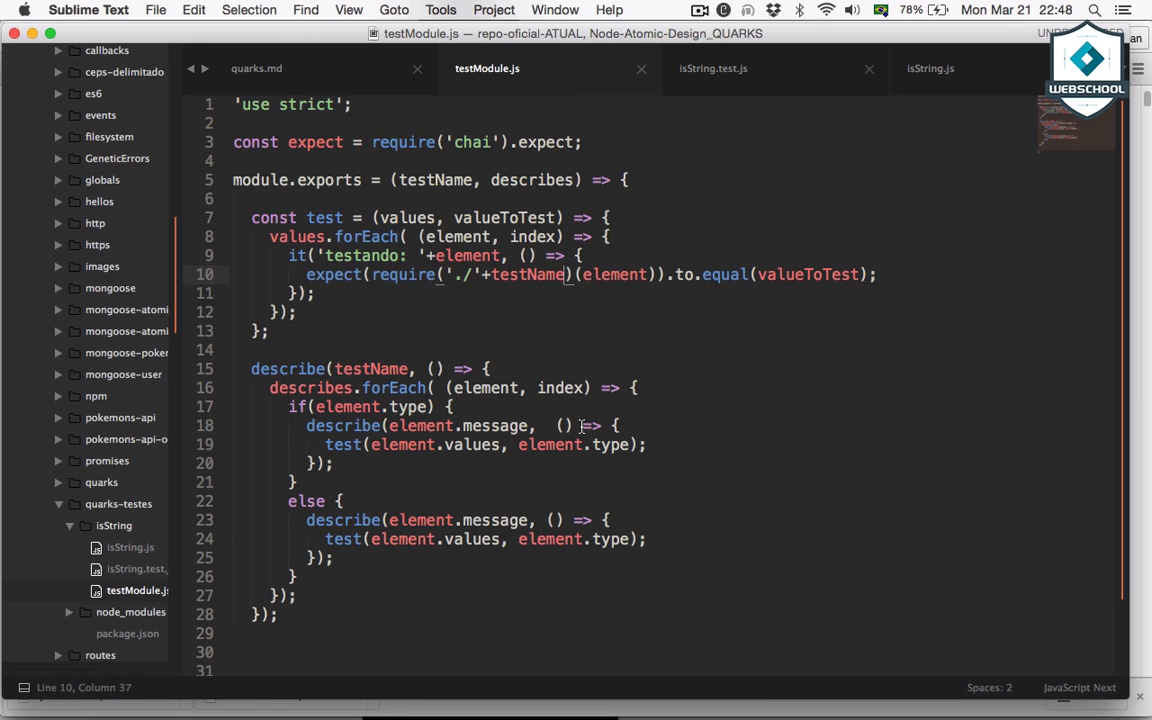 Sublime Text File Edit Selection Find View Goto Tools Project Window Help 78% Mon Mar 21 22:48
testModule.js — repo-oficial-ATUAL, Node-Atomic-Design_QUARKS
WEBSCHOOL
quarks.md testModule.js isString.test.js isString.js
callbacks
ceps-delimitado
es6
events
filesystem
GeneticErrors
globals
hellos
http
https
images
mongoose
mongoose-atomi
mongoose-atomi
mongoose-poker
mongoose-user
npm
pokemons-api
pokemons-api-o
promises
quarks
quarks-testes
isString
isString.js
isString.test.
testModule.js
node_modules
package.json
routes
1 'use strict';
2
3 const expect = require('chai').expect;
4
5 module.exports = (testName, describes) => {
6
7 const test = (values, valueToTest) => {
8 values.forEach( (element, index) => {
9 it('testando: '+element, () => {
10 expect(require('./'+testName)(element)).to.equal(valueToTest);
11 });
12 });
13 };
14
15 describe(testName, () => {
16 describes.forEach( (element, index) => {
17 if(element.type) {
18 describe(element.message,  () => {
19 test(element.values, element.type);
20 });
21 }
22 else {
23 describe(element.message, () => {
24 test(element.values, element.type);
25 });
26 }
27 });
28 });
29
30
31
Line 10, Column 37 Spaces: 2 JavaScript Next